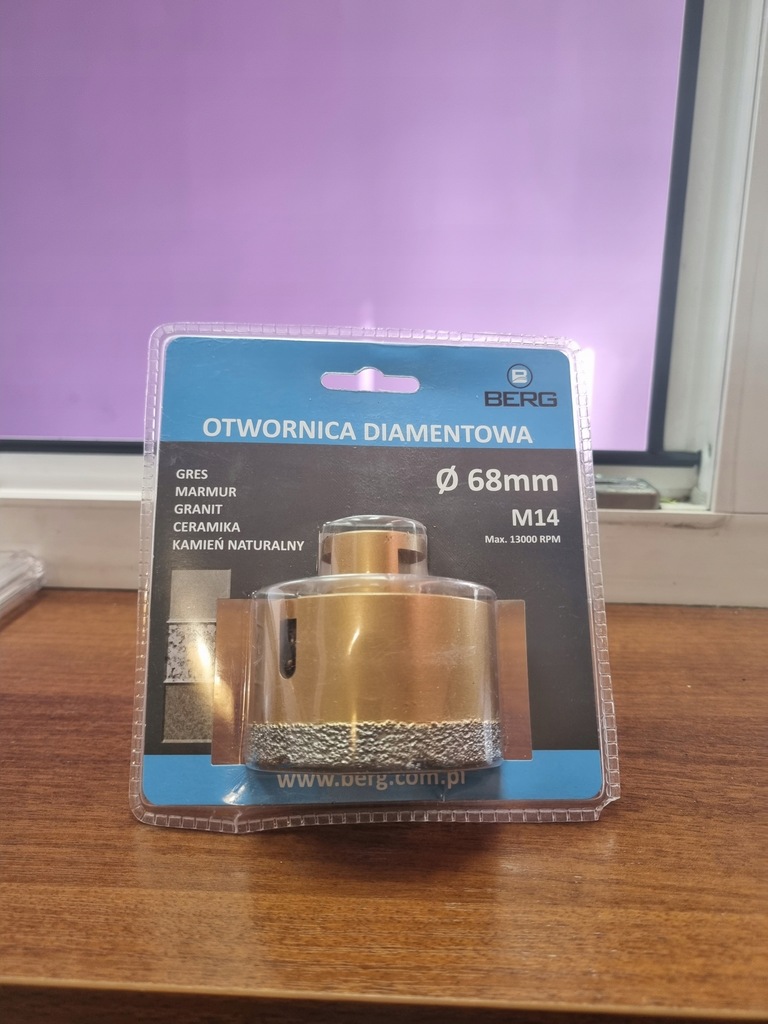 BERG
OTWORNICA DIAMENTOWA
GRES
MARMUR
GRANIT
CERAMIKA
KAMIEŃ NATURALNY
Ø 68mm
M14
Max. 13000 RPM
www.berg.com.pl